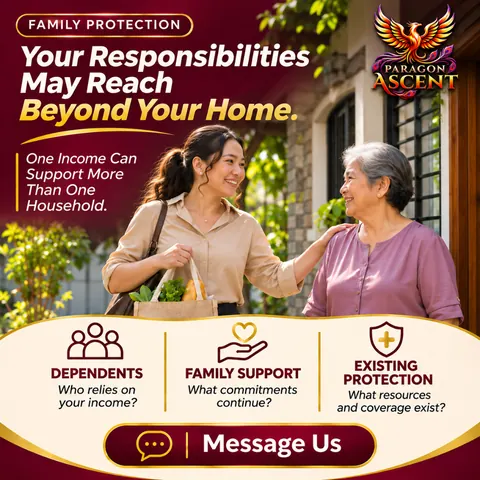 FAMILY PROTECTION
Your Responsibilities
May Reach
Beyond Your Home.
PARAGON
ASCENT
One Income Can
Support More
Than One
Household.
DEPENDENTS
Who relies on
your income?
FAMILY SUPPORT
What commitments
continue?
EXISTING
PROTECTION
What resources
and coverage exist?
Message Us